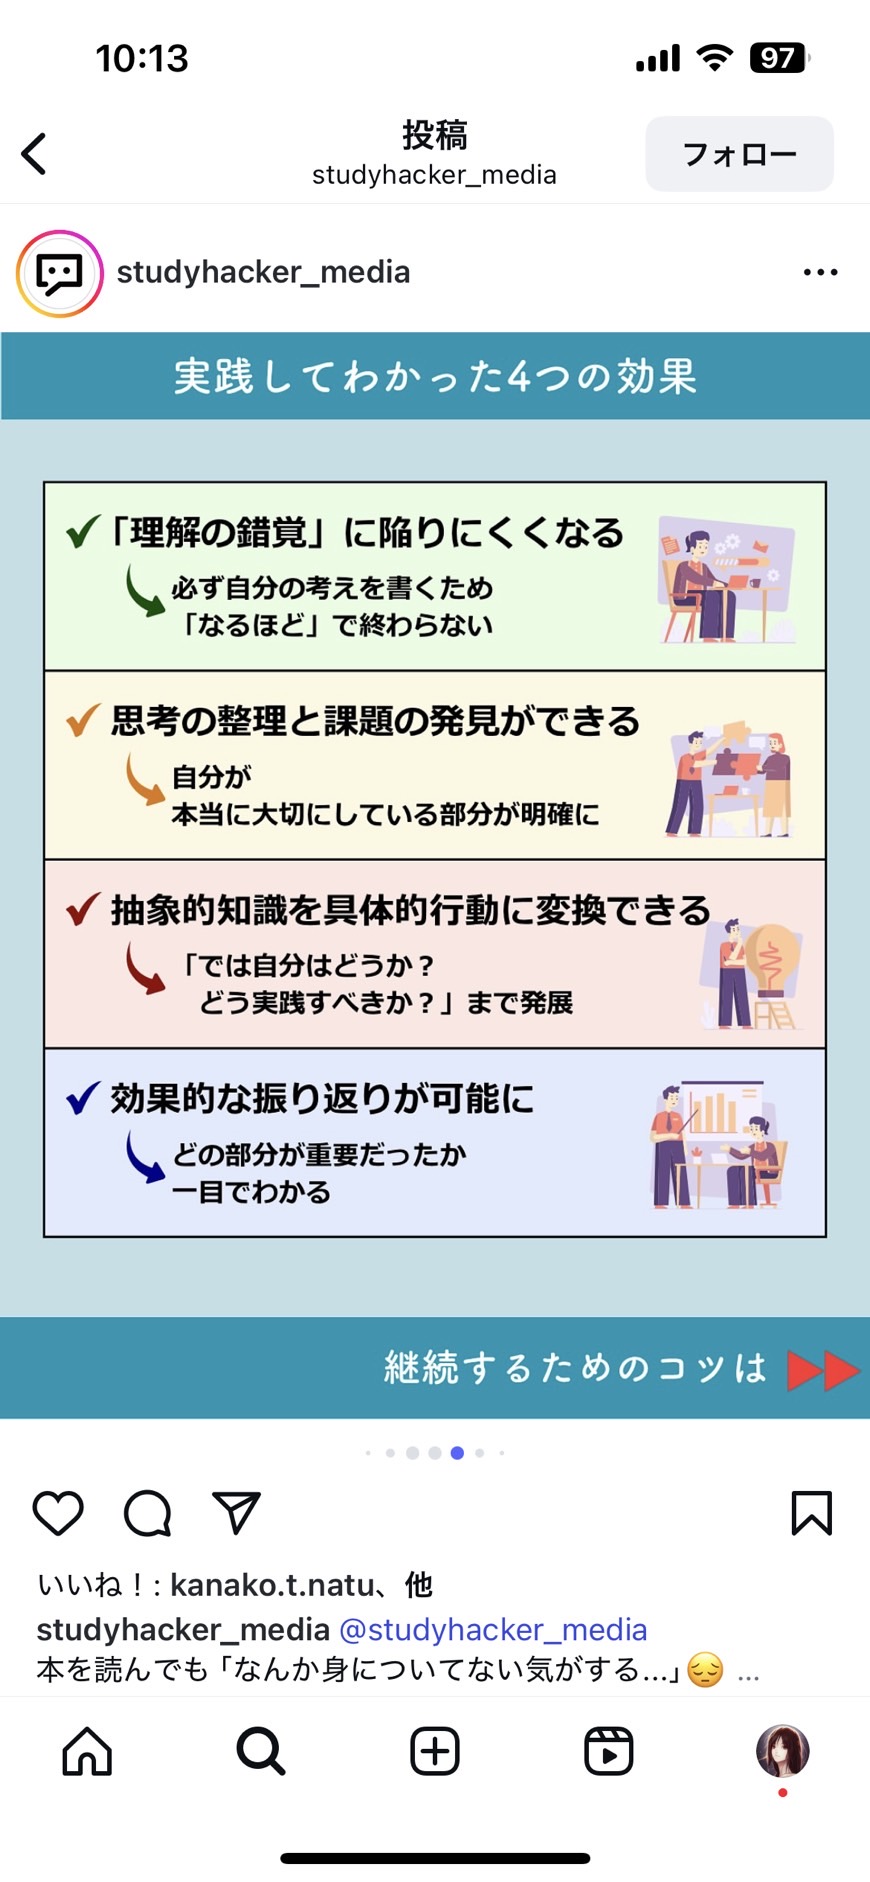 10:13
97
投稿
studyhacker_media
フォロー
studyhacker_media
実践してわかった4つの効果
「理解の錯覚」に陥りにくくなる
必ず自分の考えを書くため
「なるほど」で終わらない
思考の整理と課題の発見ができる
自分が
本当に大切にしている部分が明確に
抽象的知識を具体的行動に変換できる
「では自分はどうか？
どう実践すべきか？」まで発展
効果的な振り返りが可能に
どの部分が重要だったか
一目でわかる
継続するためのコツは
いいね！: kanako.t.natu、他
studyhacker_media @studyhacker_media
本を読んでも「なんか身についてない気がする...」😔 ...